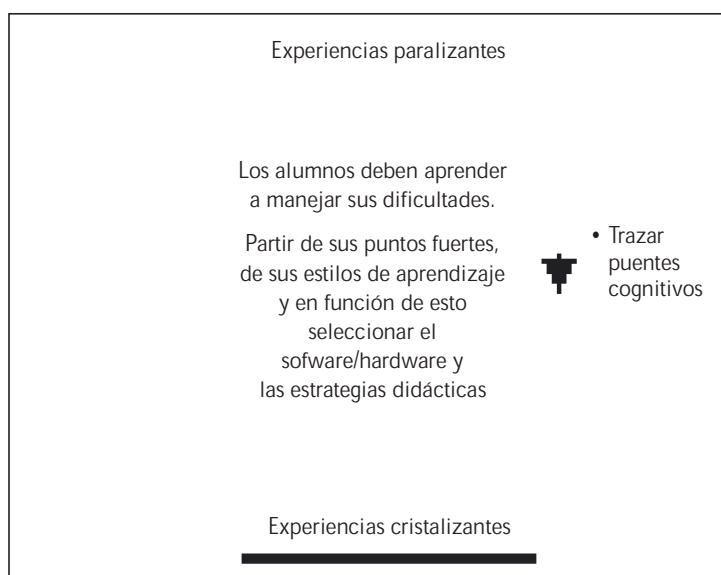 Experiencias paralizantes
Los alumnos deben aprender
a manejar sus dificultades.
Partir de sus puntos fuertes,
de sus estilos de aprendizaje
y en función de esto
seleccionar el
sofware/hardware y
las estrategias didácticas
• Trazar
puentes
cognitivos
Experiencias cristalizantes